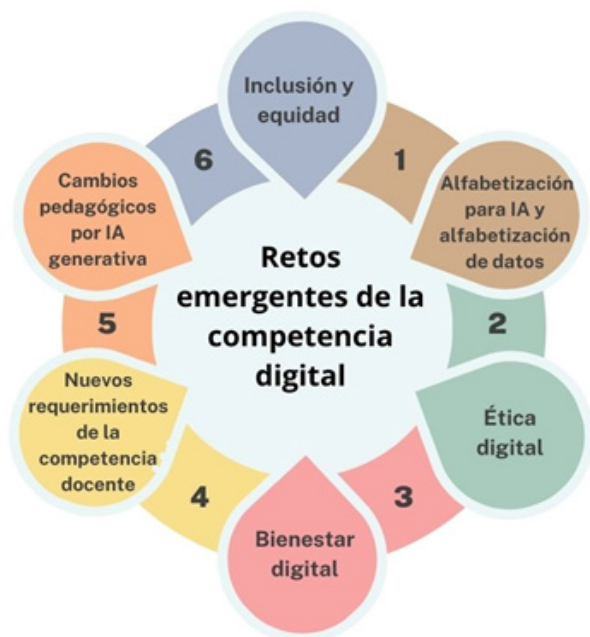 Retos
emergentes de la
competencia
digital
1
Alfabetización
para IA y
alfabetización
de datos
2
Ética
digital
3
Bienestar
digital
4
Nuevos
requerimientos
de la
competencia
docente
5
Cambios
pedagógicos
por IA
generativa
6
Inclusión y
equidad